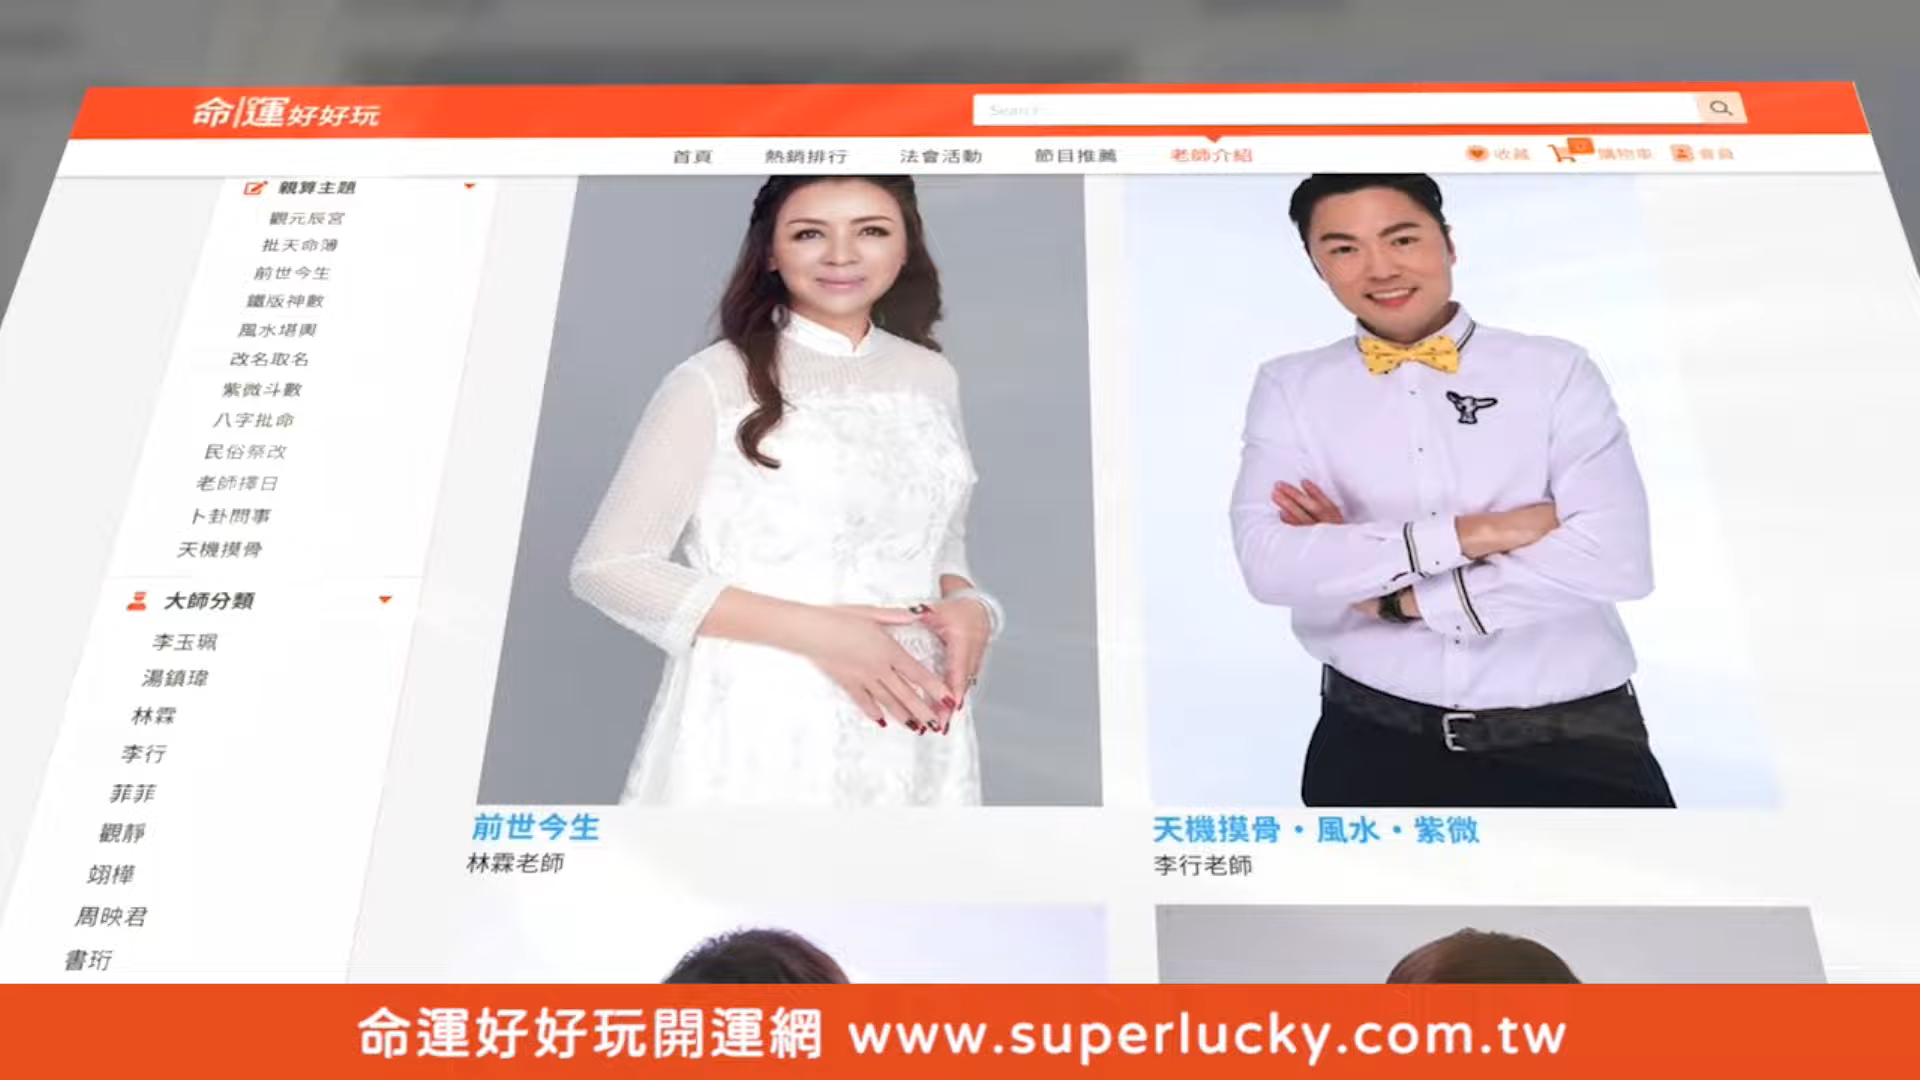 命運好好玩
Search...
首頁 熱銷排行 法會活動 節目推薦 老師介紹 收藏 0 購物車 會員
親算主題
觀元辰宮
批天命簿
前世今生
鐵版神數
風水堪輿
改名取名
紫微斗數
八字批命
民俗祭改
老師擇日
卜卦問事
天機摸骨
大師分類
李玉珮
湯鎮瑋
林霖
李行
菲菲
觀靜
翊樺
周映君
書珩
前世今生
林霖老師
天機摸骨・風水・紫微
李行老師
命運好好玩開運網 www.superlucky.com.tw